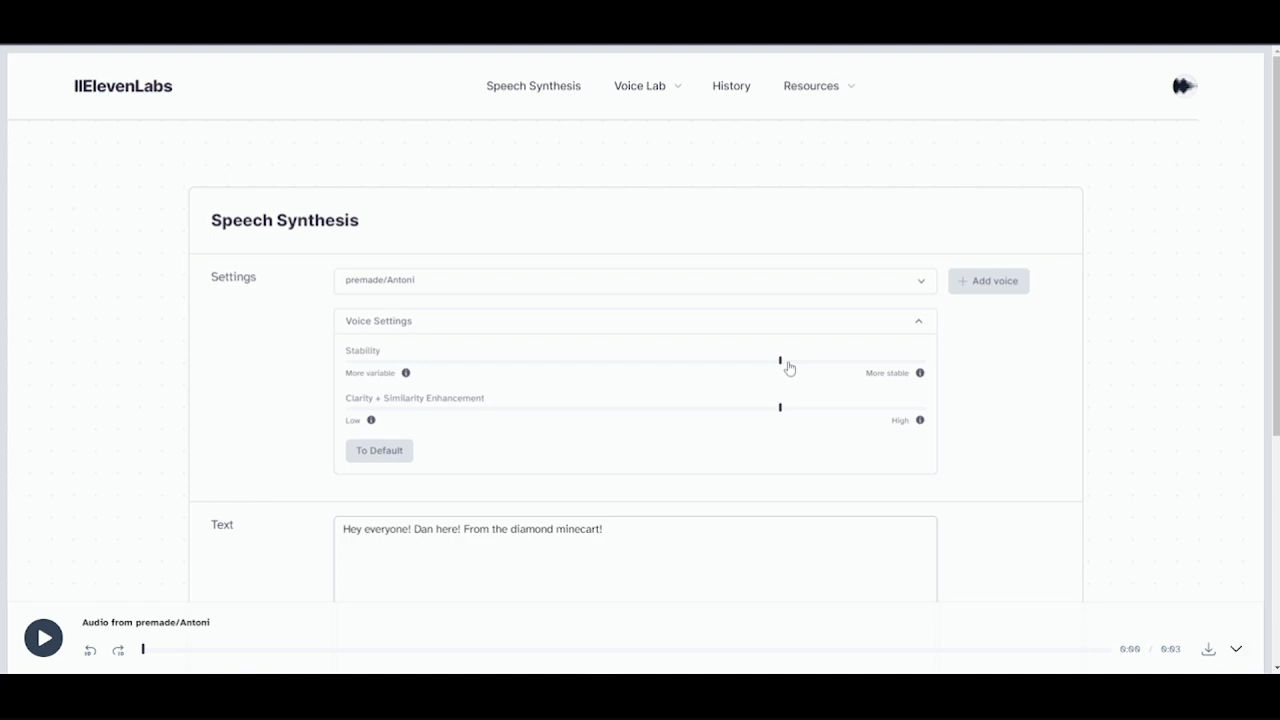 IIElevenLabs
Speech Synthesis
Voice Lab
History
Resources
Speech Synthesis
Settings
premade/Antoni
+ Add voice
Voice Settings
Stability
More variable
More stable
Clarity + Similarity Enhancement
Low
High
To Default
Text
Hey everyone! Dan here! From the diamond minecart!
Audio from premade/Antoni
10
10
0:00 / 0:03